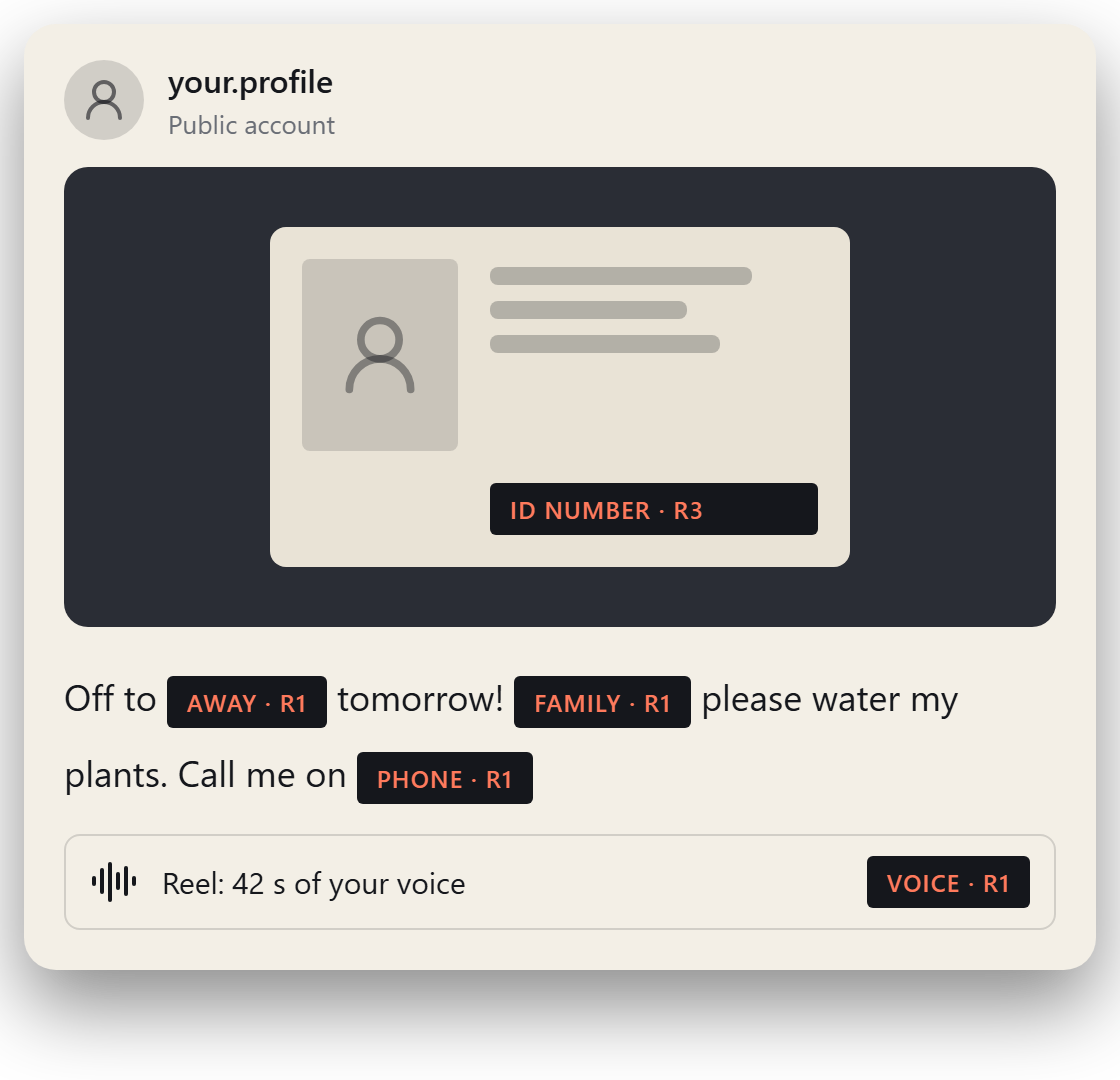 your.profile
Public account
ID NUMBER · R3
Off to AWAY · R1 tomorrow! FAMILY · R1 please water my
plants. Call me on PHONE · R1
Reel: 42 s of your voice VOICE · R1